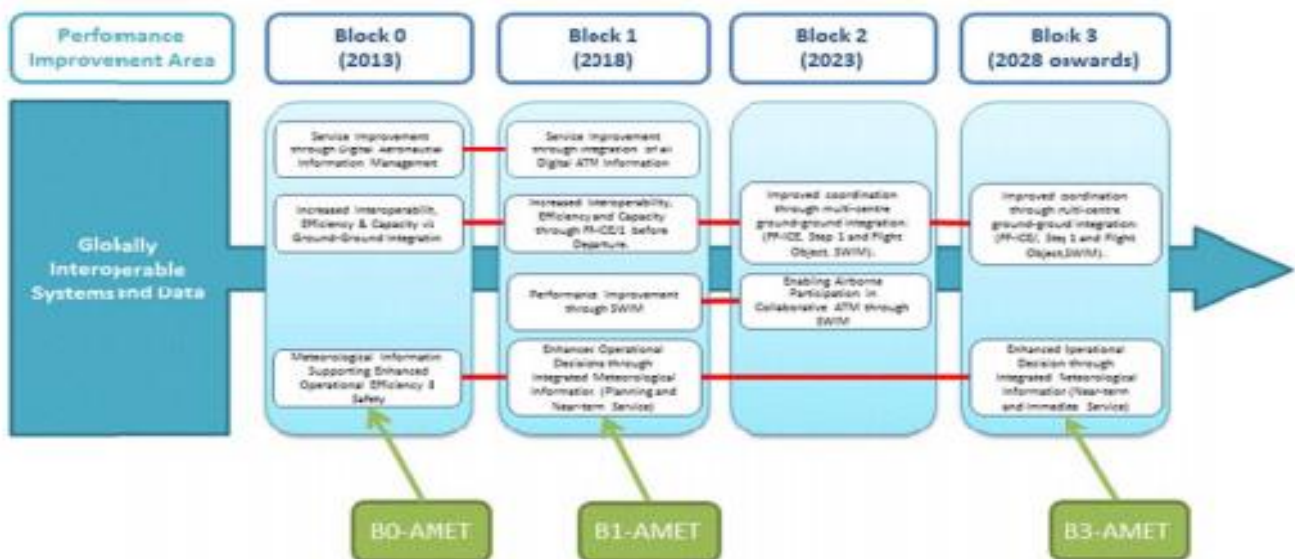 Performance
Improvement Area
Block 0
(2013)
Block 1
(2018)
Block 2
(2023)
Block 3
(2028 onwards)
Globally
Interoperable
Systems and Data
Service Improvement
through Digital Aeronautical
Information Management
Service Improvement
through Integration of all
Digital ATM Information
Increased Interoperability,
Efficiency & Capacity via
Ground-Ground Integration
Increased Interoperability,
Efficiency and Capacity
through FF-ICE/1 before
Departure.
Improved coordination
through multi-centre
ground-ground integration:
(FF-ICE, Step 1 and Flight
Object, SWIM)..
Improved coordination
through multi-centre
ground-ground integration:
(FF-ICE/, Step 1 and Flight
Object,SWIM)..
Performance Improvement
through SWIM
Enabling Airborne
Participation in
Collaborative ATM through
SWIM
Meteorological Information
Supporting Enhanced
Operational Efficiency &
Safety
Enhances Operational
Decisions through
Integrated Meteorological
Information (Planning and
Near-term Service)
Enhanced Operational
Decision through
Integrated Meteorological
Information (Near-term
and Immediate Service)
B0-AMET
B1-AMET
B3-AMET